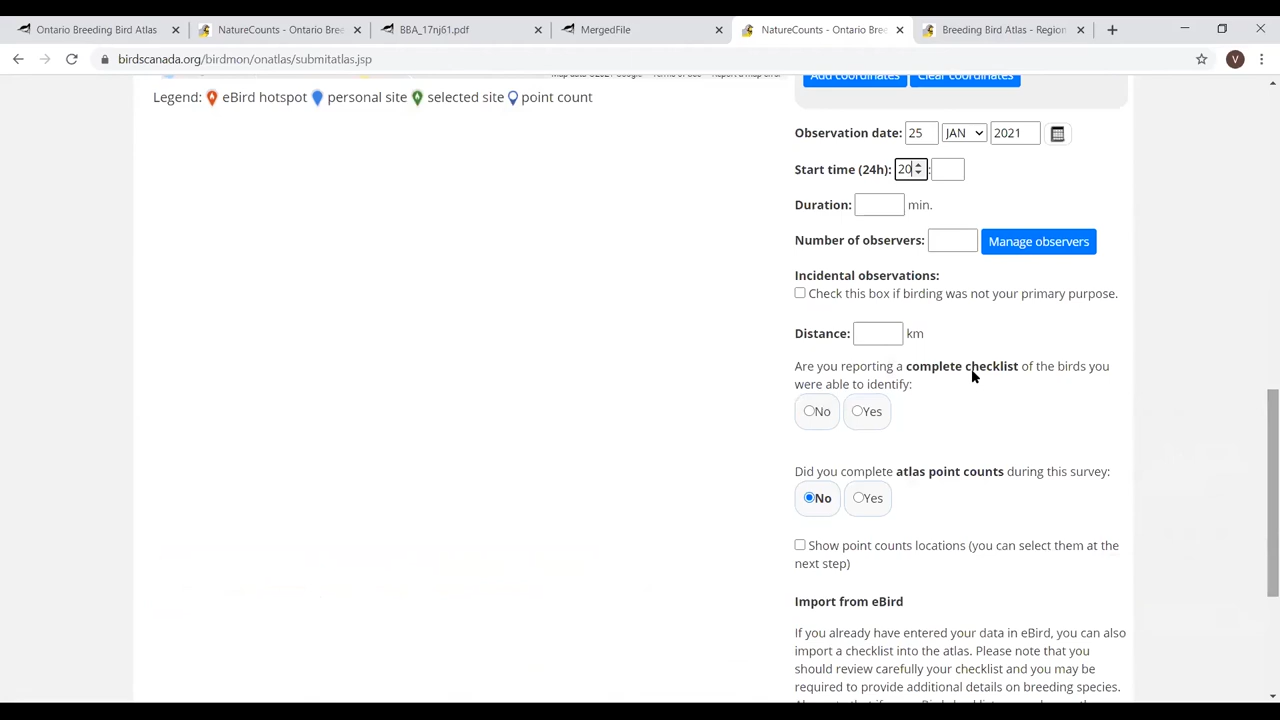 Ontario Breeding Bird Atlas
NatureCounts - Ontario Bree
BBA_17nj61.pdf
MergedFile
NatureCounts - Ontario Bree
Breeding Bird Atlas - Region
birdscanada.org/birdmon/onatlas/submitatlas.jsp
V
Add coordinates Clear coordinates
Legend: eBird hotspot personal site selected site point count
Observation date: 25 JAN 2021
Start time (24h): 20 :
Duration: min.
Number of observers: Manage observers
Incidental observations:
Check this box if birding was not your primary purpose.
Distance: km
Are you reporting a complete checklist of the birds you
were able to identify:
No Yes
Did you complete atlas point counts during this survey:
No Yes
Show point counts locations (you can select them at the
next step)
Import from eBird
If you already have entered your data in eBird, you can also
import a checklist into the atlas. Please note that you
should review carefully your checklist and you may be
required to provide additional details on breeding species.